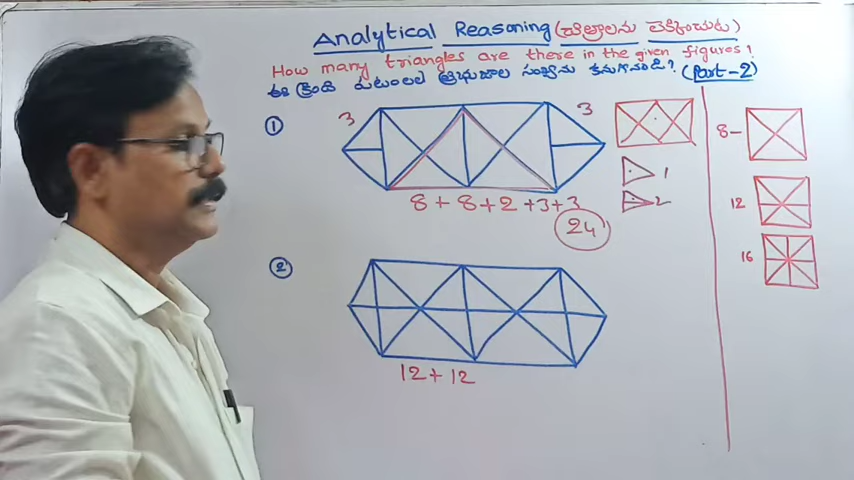 Analytical Reasoning (చిత్రాలను లెక్కించుట)
How many triangles are there in the given figures?
ఈ క్రింది పటంలలో త్రిభుజాల సంఖ్యను కనుగొనండి? (Part-2)
①
3
3
8 + 8 + 2 + 3 + 3
24
1
2
8 -
12
16
②
12 + 12